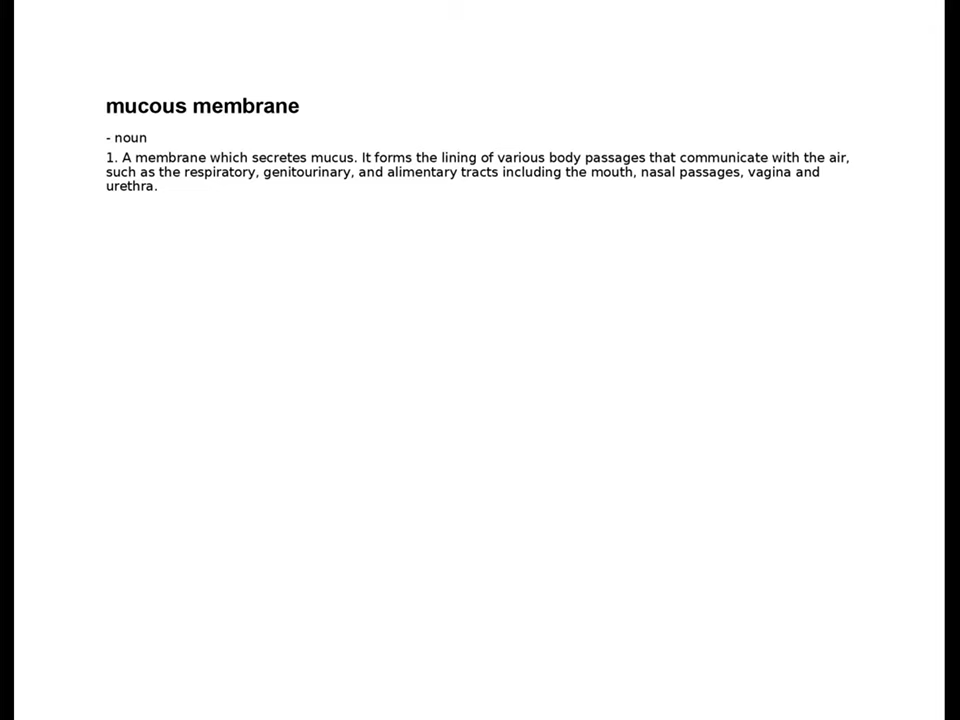 mucous membrane
- noun
1. A membrane which secretes mucus. It forms the lining of various body passages that communicate with the air,
such as the respiratory, genitourinary, and alimentary tracts including the mouth, nasal passages, vagina and
urethra.